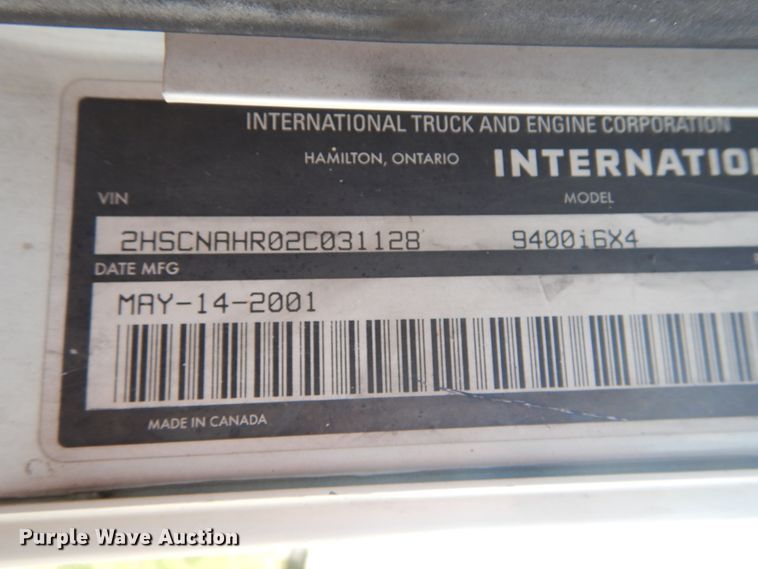 INTERNATIONAL TRUCK AND ENGINE CORPORATION
HAMILTON, ONTARIO INTERNATIO
VIN MODEL
2HSCNAHR02C031128 9400i6X4
DATE MFG
MAY-14-2001
MADE IN CANADA
Purple Wave Auction